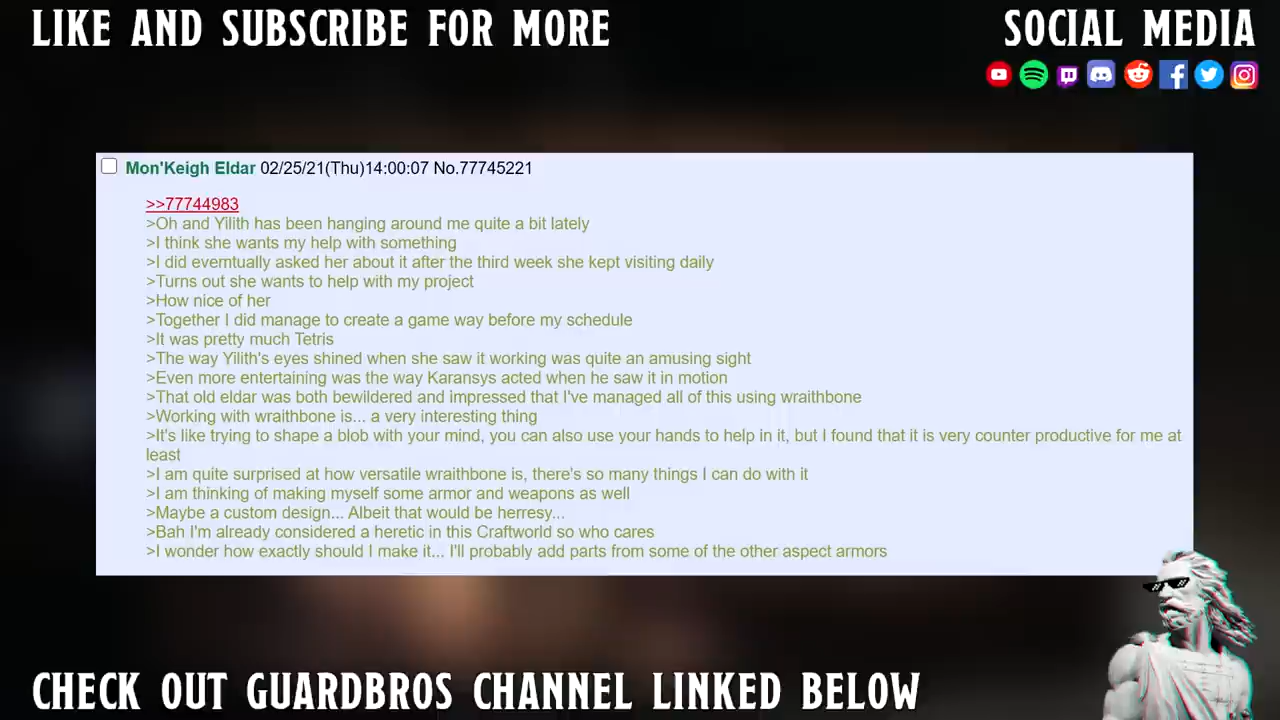 LIKE AND SUBSCRIBE FOR MORE
SOCIAL MEDIA
Mon'Keigh Eldar 02/25/21(Thu)14:00:07 No.77745221
>>77744983
>Oh and Yilith has been hanging around me quite a bit lately
>I think she wants my help with something
>I did everntually asked her about it after the third week she kept visiting daily
>Turns out she wants to help with my project
>How nice of her
>Together I did manage to create a game way before my schedule
>It was pretty much Tetris
>The way Yilith's eyes shined when she saw it working was quite an amusing sight
>Even more entertaining was the way Karansys acted when he saw it in motion
>That old eldar was both bewildered and impressed that I've managed all of this using wraithbone
>Working with wraithbone is... a very interesting thing
>It's like trying to shape a blob with your mind, you can also use your hands to help in it, but I found that it is very counter productive for me at
least
>I am quite surprised at how versatile wraithbone is, there's so many things I can do with it
>I am thinking of making myself some armor and weapons as well
>Maybe a custom design... Albeit that would be herresy...
>Bah I'm already considered a heretic in this Craftworld so who cares
>I wonder how exactly should I make it... I'll probably add parts from some of the other aspect armors
CHECK OUT GUARDBROS CHANNEL LINKED BELOW